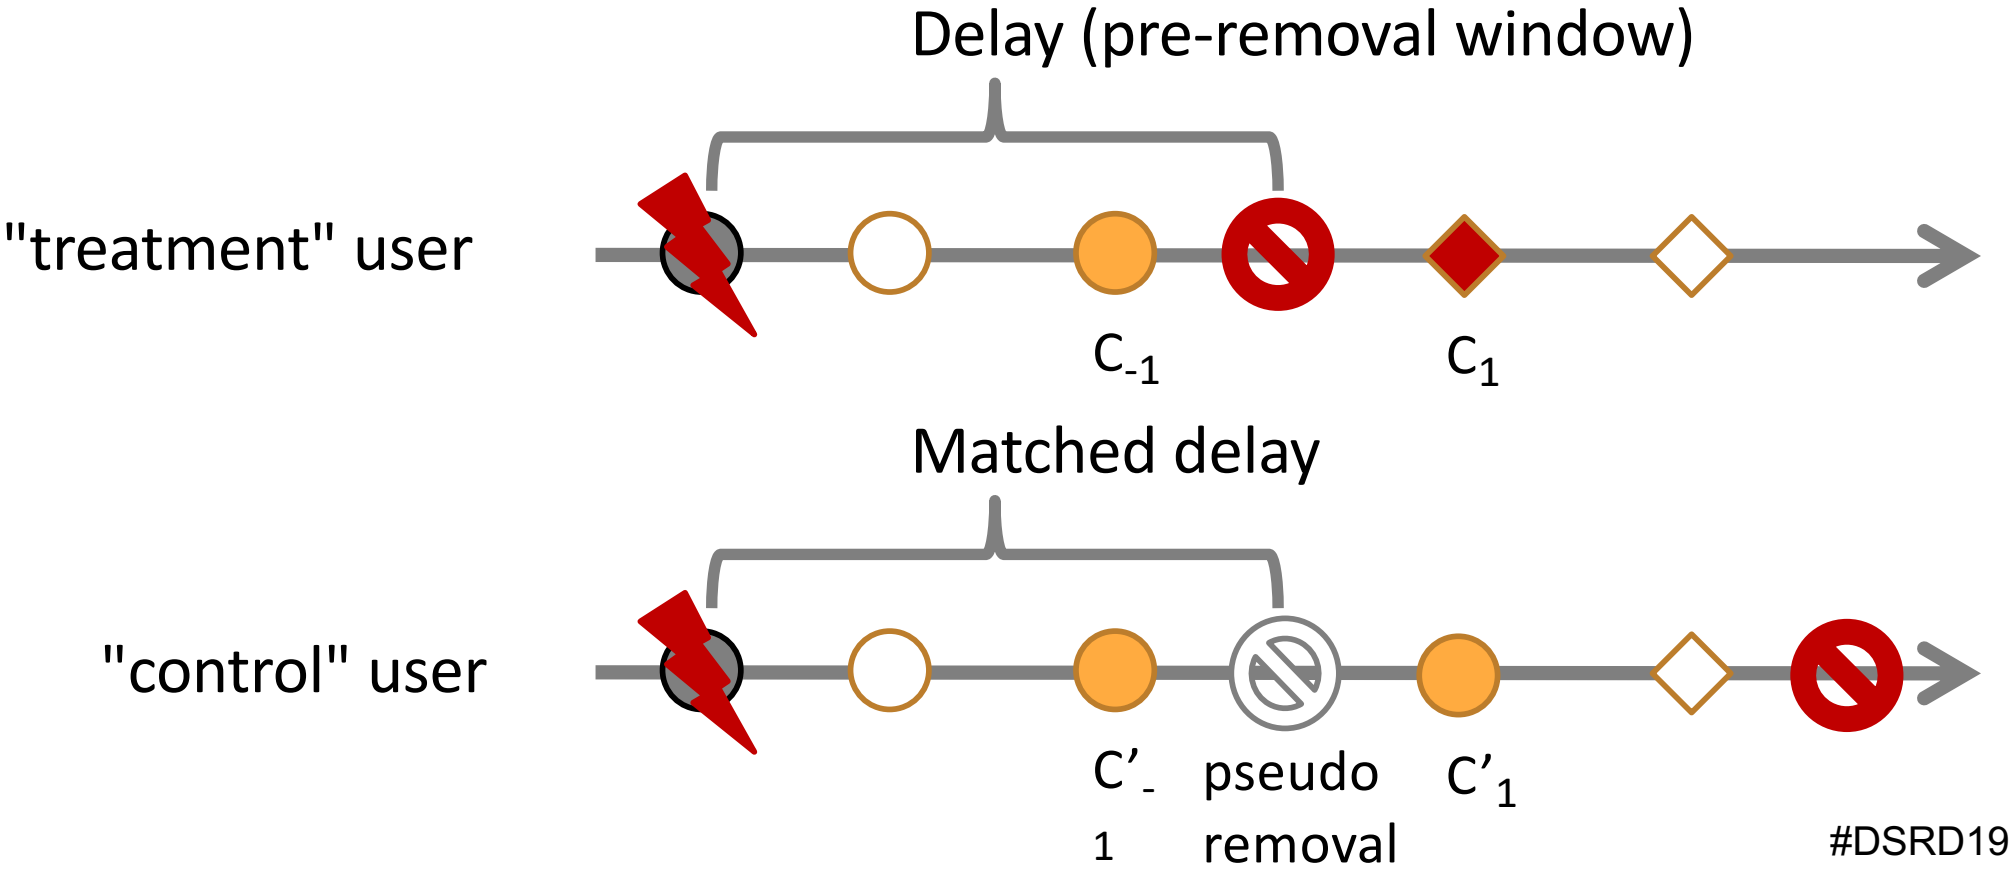 Delay (pre-removal window)
"treatment" user
C-1
C1
Matched delay
"control" user
C’-
1
pseudo
removal
C’1
#DSRD19